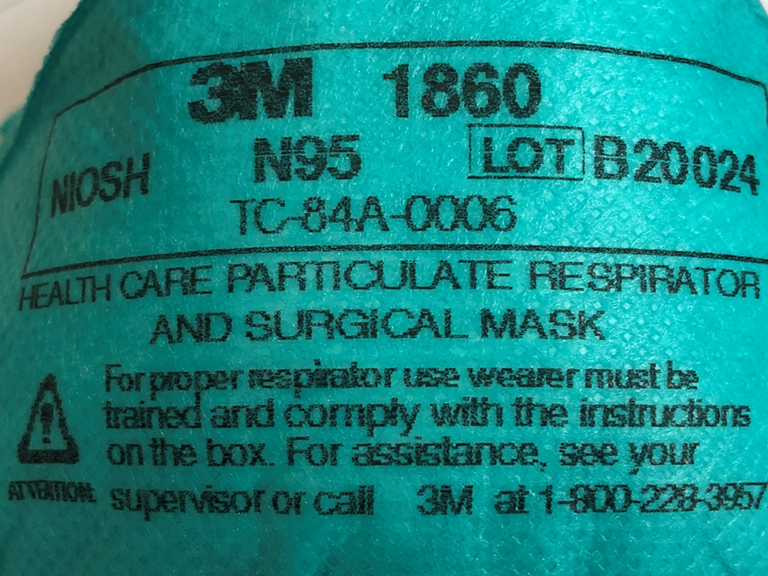 3M 1860
NIOSH N95 LOT B20024
TC-84A-0006
HEALTH CARE PARTICULATE RESPIRATOR
AND SURGICAL MASK
For proper respirator use wearer must be
trained and comply with the instructions
on the box. For assistance, see your
ATTENTION: supervisor or call 3M at 1-800-228-3957